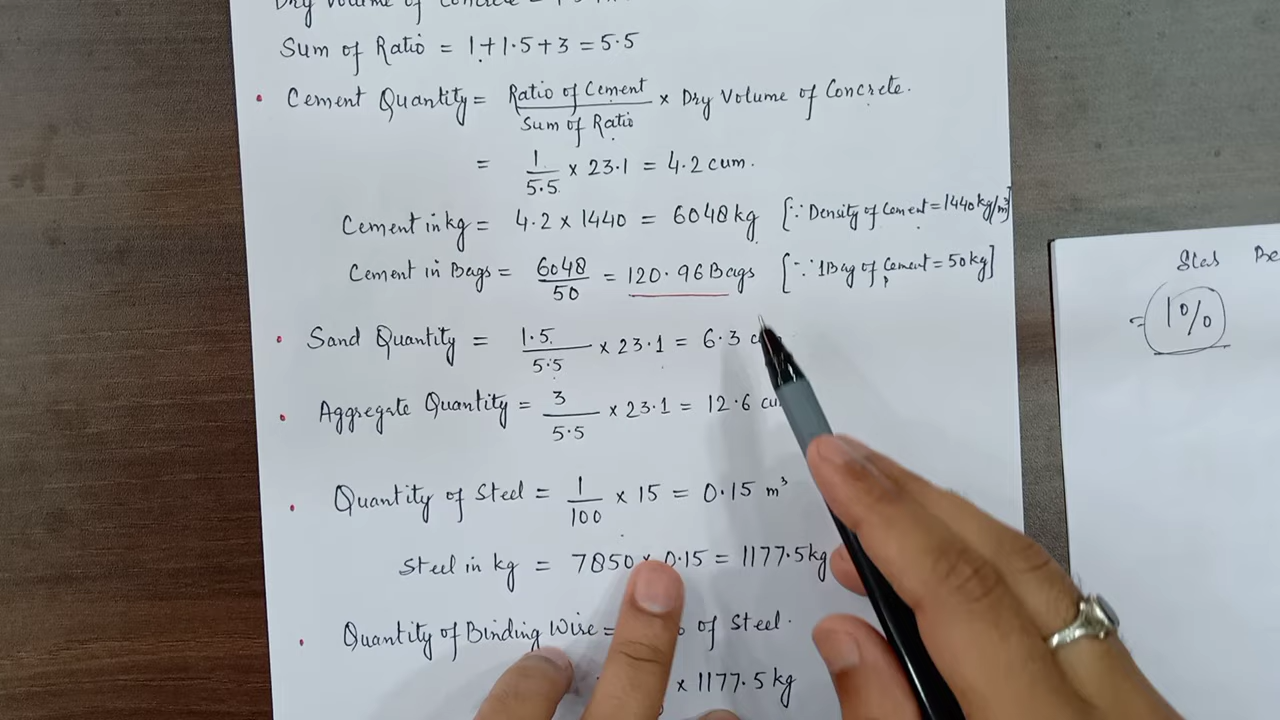 Dry Volume of Concrete =
Sum of Ratio = 1+1.5+3 = 5.5
• Cement Quantity = Ratio of Cement / Sum of Ratio × Dry Volume of Concrete.
= 1/5.5 × 23.1 = 4.2 cum.
Cement in kg = 4.2 × 1440 = 6048 kg [∵ Density of Cement = 1440 kg/m³]
Cement in Bags = 6048/50 = 120.96 Bags [∵ 1 Bag of Cement = 50 kg]
• Sand Quantity = 1.5/5.5 × 23.1 = 6.3
• Aggregate Quantity = 3/5.5 × 23.1 = 12.6 cu
• Quantity of Steel = 1/100 × 15 = 0.15 m³
Steel in kg = 7850 × 0.15 = 1177.5 kg
• Quantity of Binding Wire = of Steel.
× 1177.5 kg
Slab
= 1%